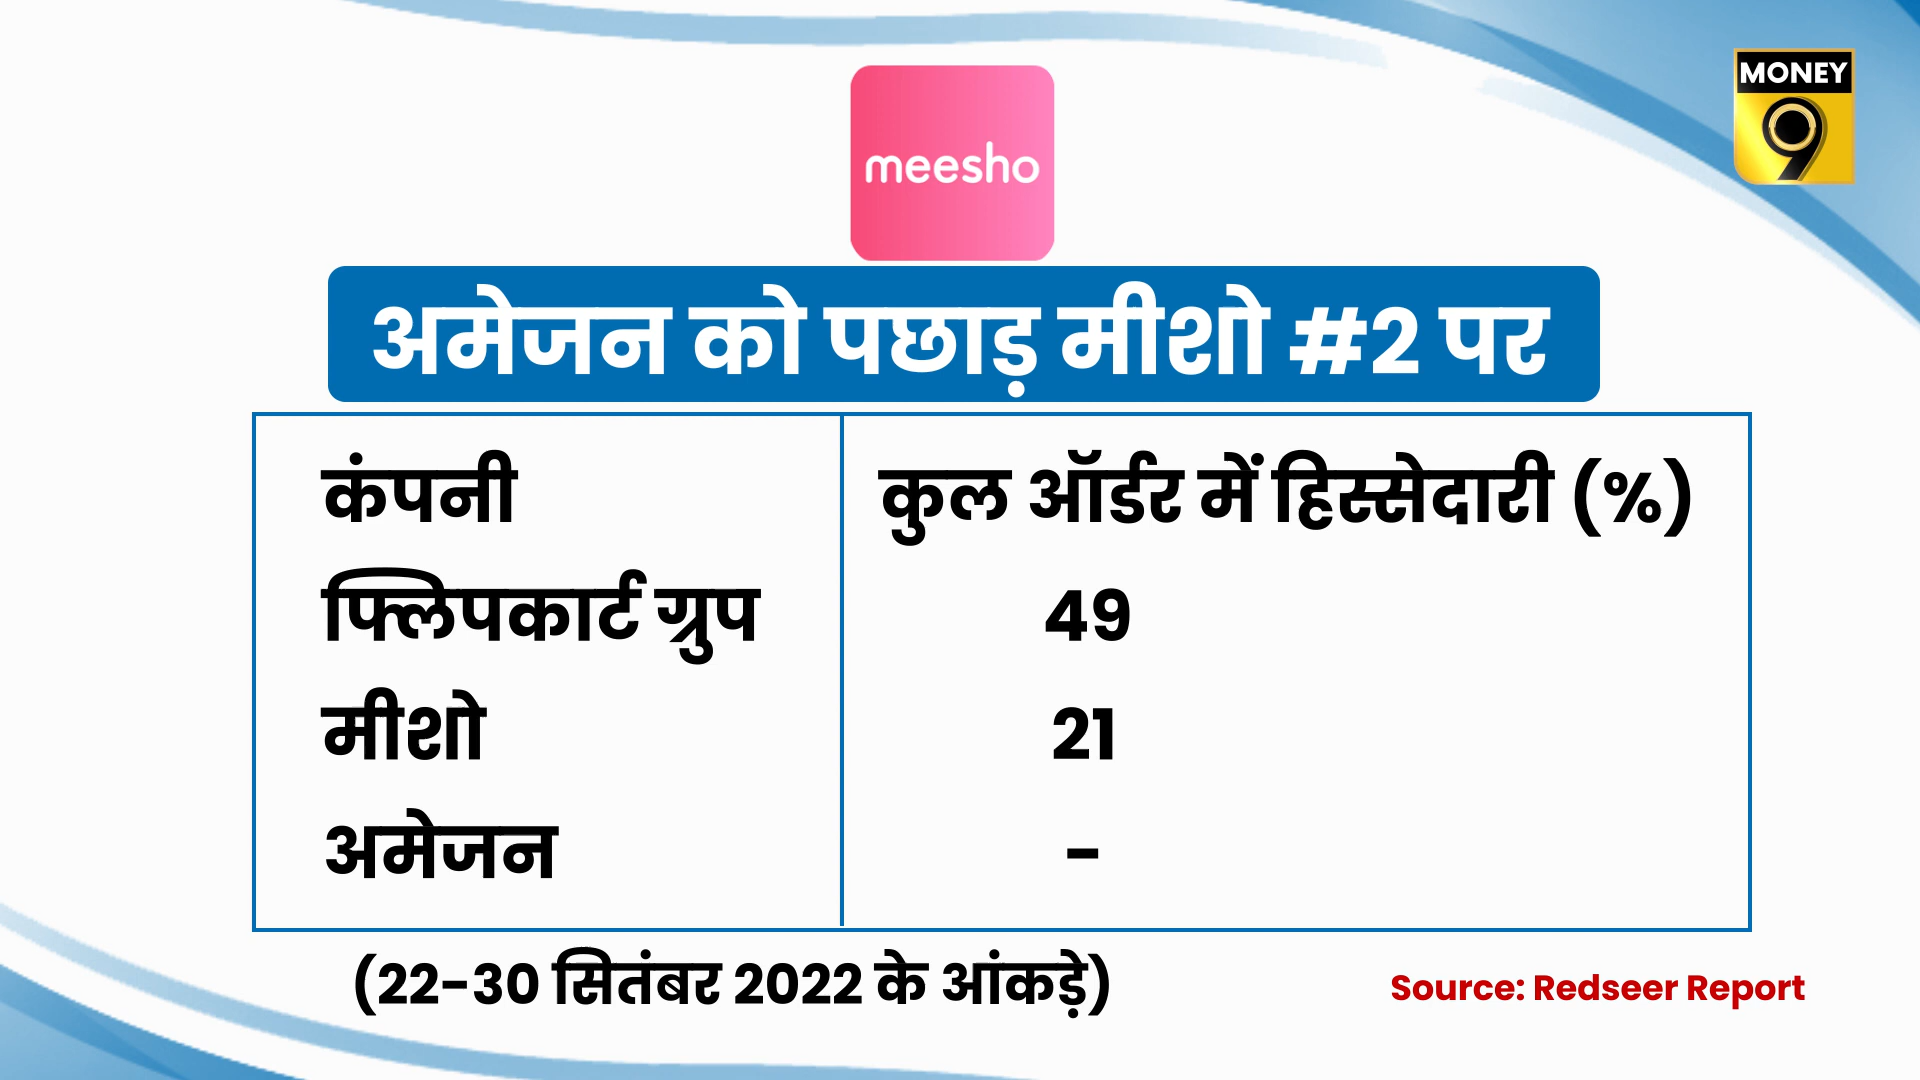 MONEY
9
meesho
अमेजन को पछाड़ मीशो #2 पर
कंपनी कुल ऑर्डर में हिस्सेदारी (%)
फ्लिपकार्ट ग्रुप 49
मीशो 21
अमेजन -
(22-30 सितंबर 2022 के आंकड़े)
Source: Redseer Report